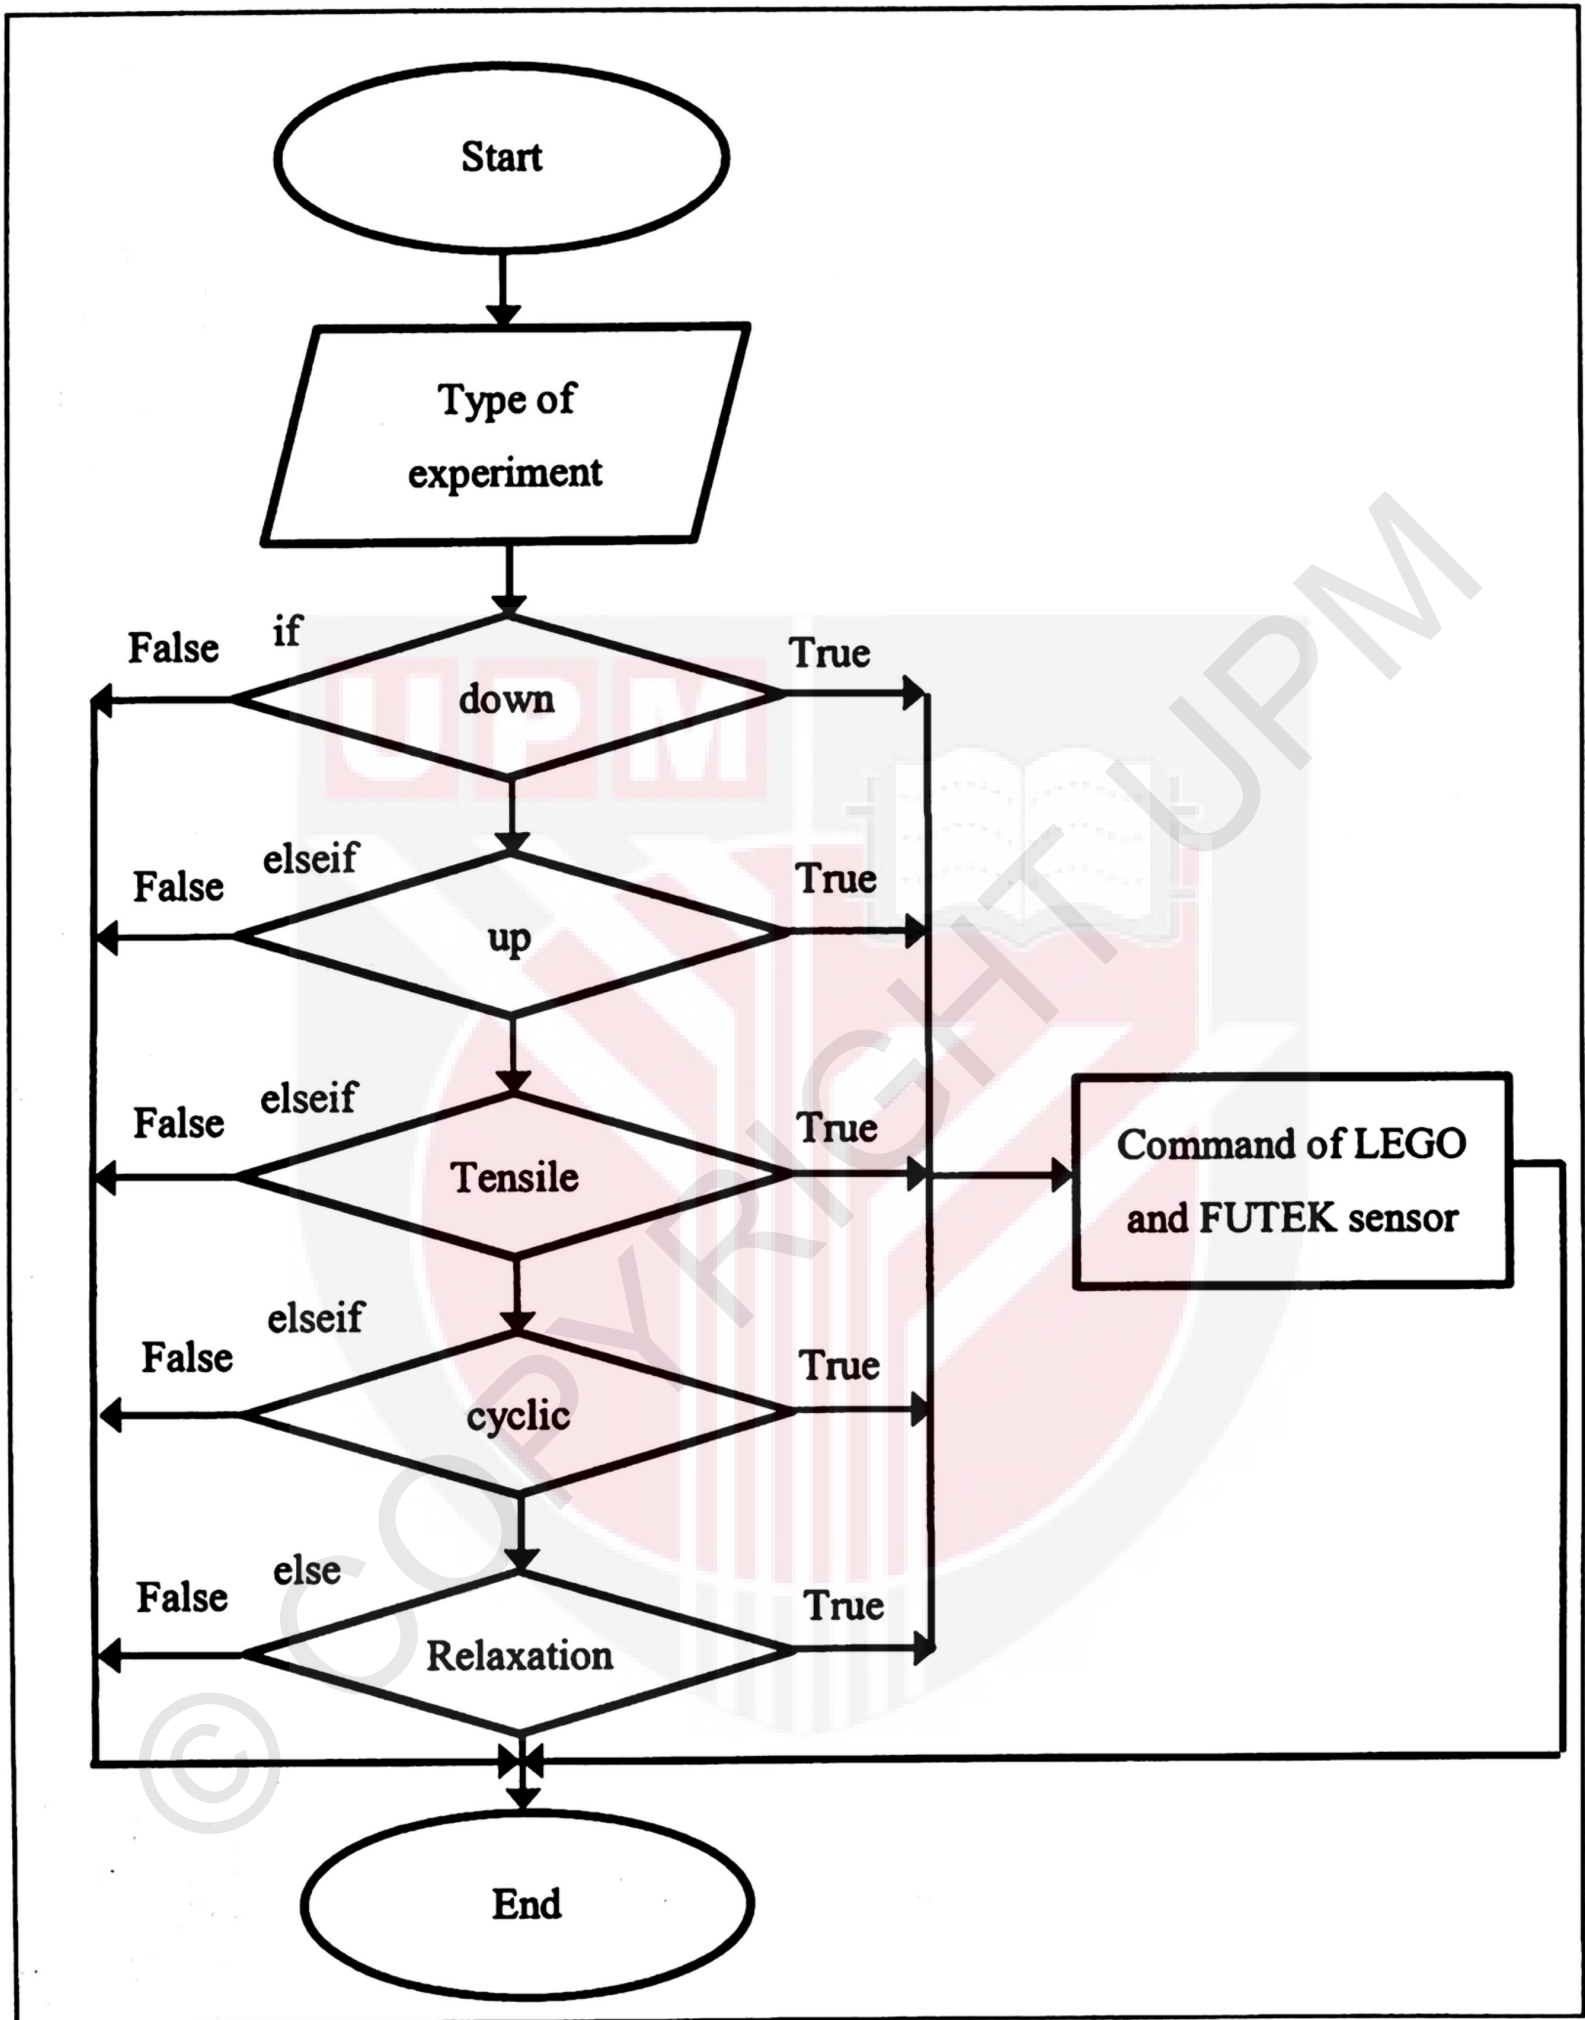 Start
Type of
experiment
if
False
True
down
elseif
False
True
up
elseif
False
True
Tensile
Command of LEGO
and FUTEK sensor
elseif
False
True
cyclic
else
False
True
Relaxation
End
UPM
© COPYRIGHT UPM